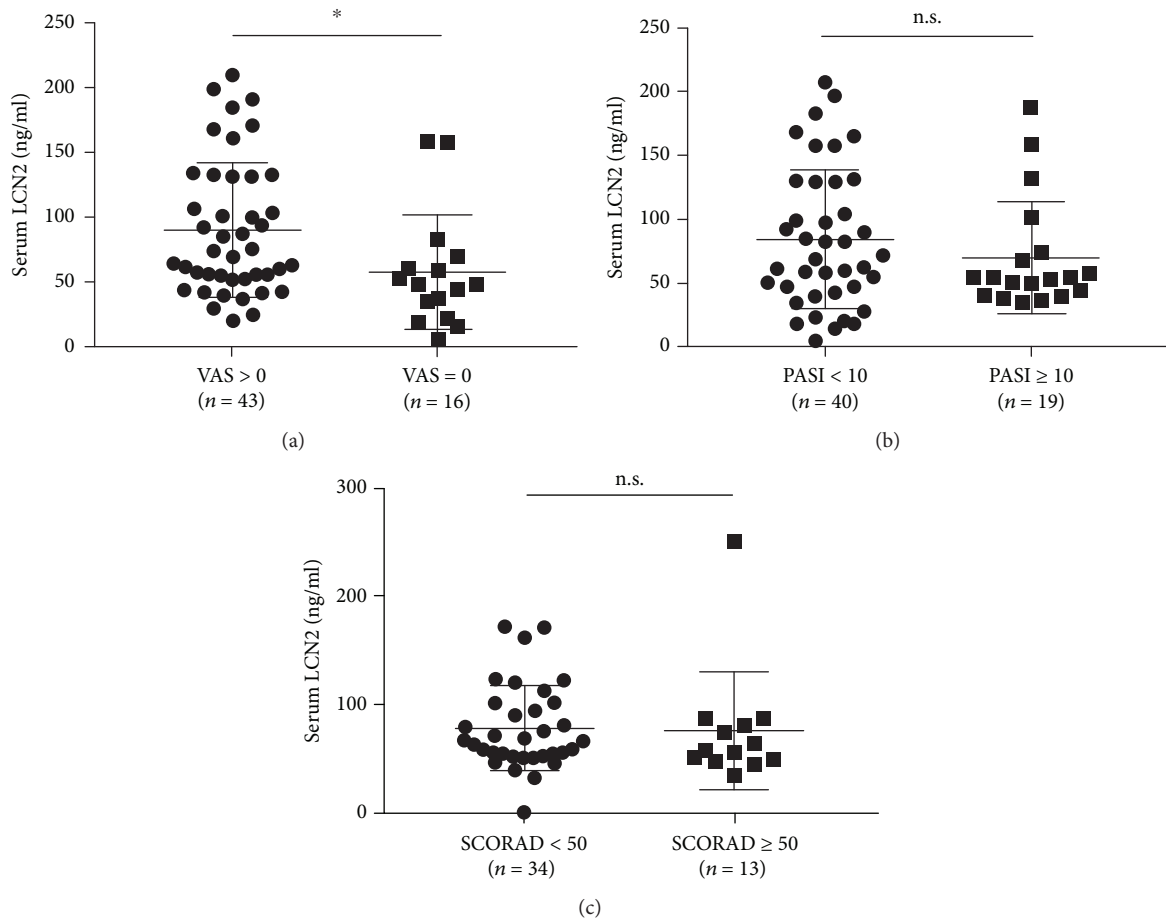 *
250
200
150
100
50
0
Serum LCN2 (ng/ml)
VAS > 0
(n = 43)
VAS = 0
(n = 16)
(a)
n.s.
250
200
150
100
50
0
Serum LCN2 (ng/ml)
PASI < 10
(n = 40)
PASI ≥ 10
(n = 19)
(b)
n.s.
300
200
100
0
Serum LCN2 (ng/ml)
SCORAD < 50
(n = 34)
SCORAD ≥ 50
(n = 13)
(c)